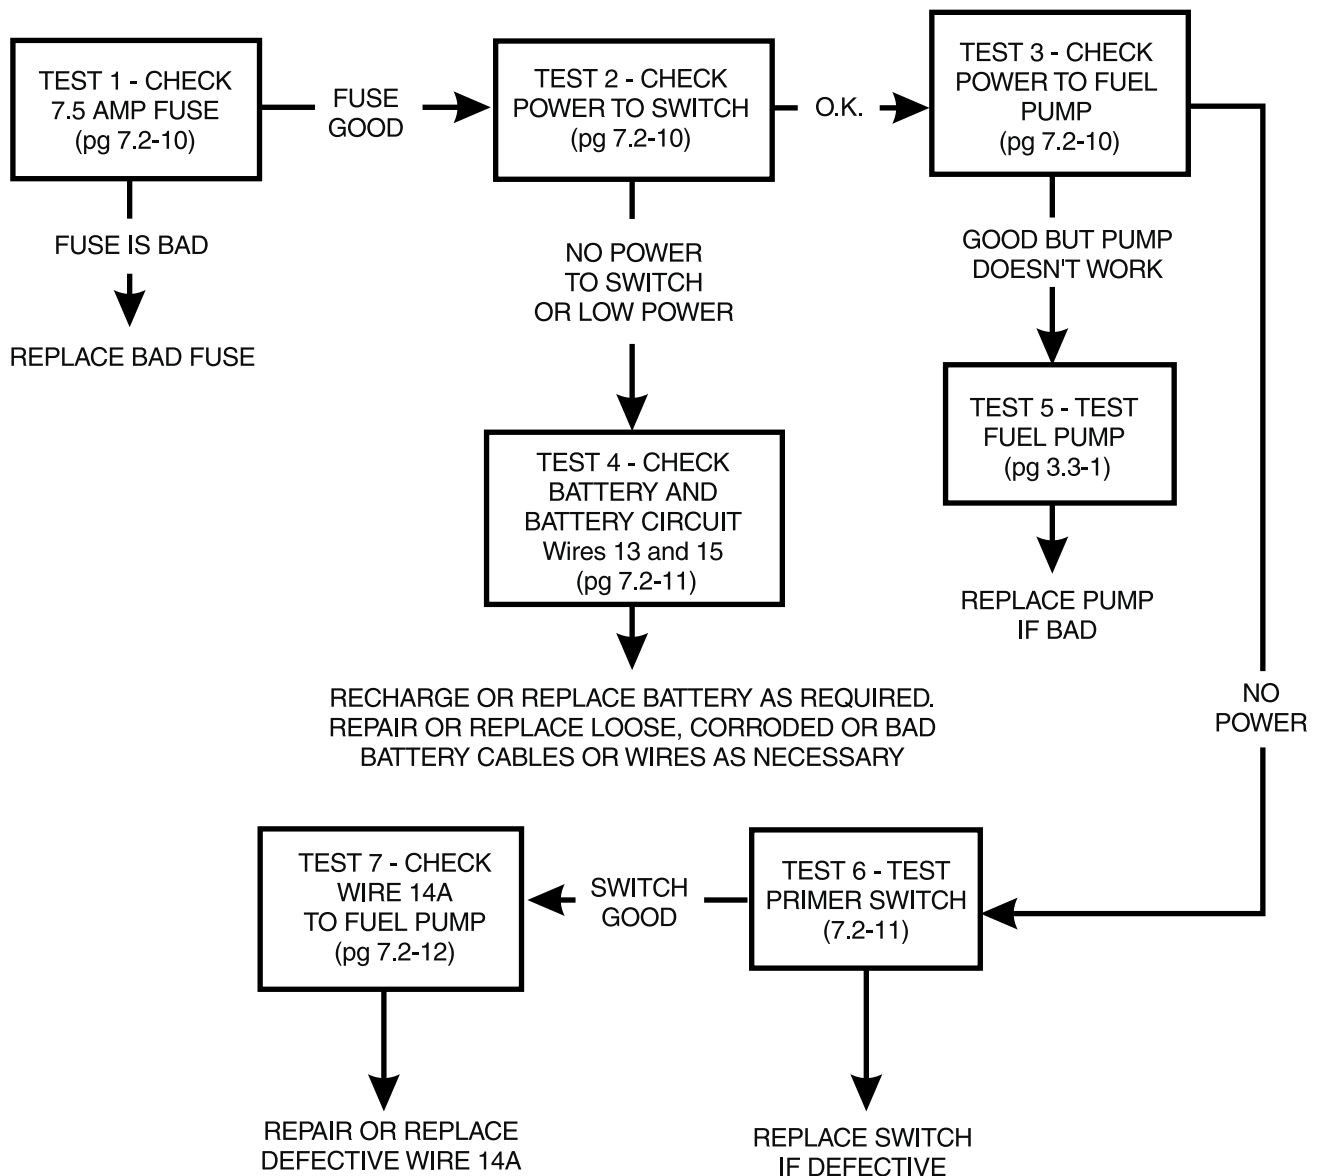 TEST 1 - CHECK
7.5 AMP FUSE
(pg 7.2-10)
FUSE
GOOD
TEST 2 - CHECK
POWER TO SWITCH
(pg 7.2-10)
O.K.
TEST 3 - CHECK
POWER TO FUEL
PUMP
(pg 7.2-10)
FUSE IS BAD
REPLACE BAD FUSE
NO POWER
TO SWITCH
OR LOW POWER
GOOD BUT PUMP
DOESN'T WORK
TEST 4 - CHECK
BATTERY AND
BATTERY CIRCUIT
Wires 13 and 15
(pg 7.2-11)
TEST 5 - TEST
FUEL PUMP
(pg 3.3-1)
REPLACE PUMP
IF BAD
RECHARGE OR REPLACE BATTERY AS REQUIRED.
REPAIR OR REPLACE LOOSE, CORRODED OR BAD
BATTERY CABLES OR WIRES AS NECESSARY
NO
POWER
TEST 7 - CHECK
WIRE 14A
TO FUEL PUMP
(pg 7.2-12)
SWITCH
GOOD
TEST 6 - TEST
PRIMER SWITCH
(7.2-11)
REPAIR OR REPLACE
DEFECTIVE WIRE 14A
REPLACE SWITCH
IF DEFECTIVE